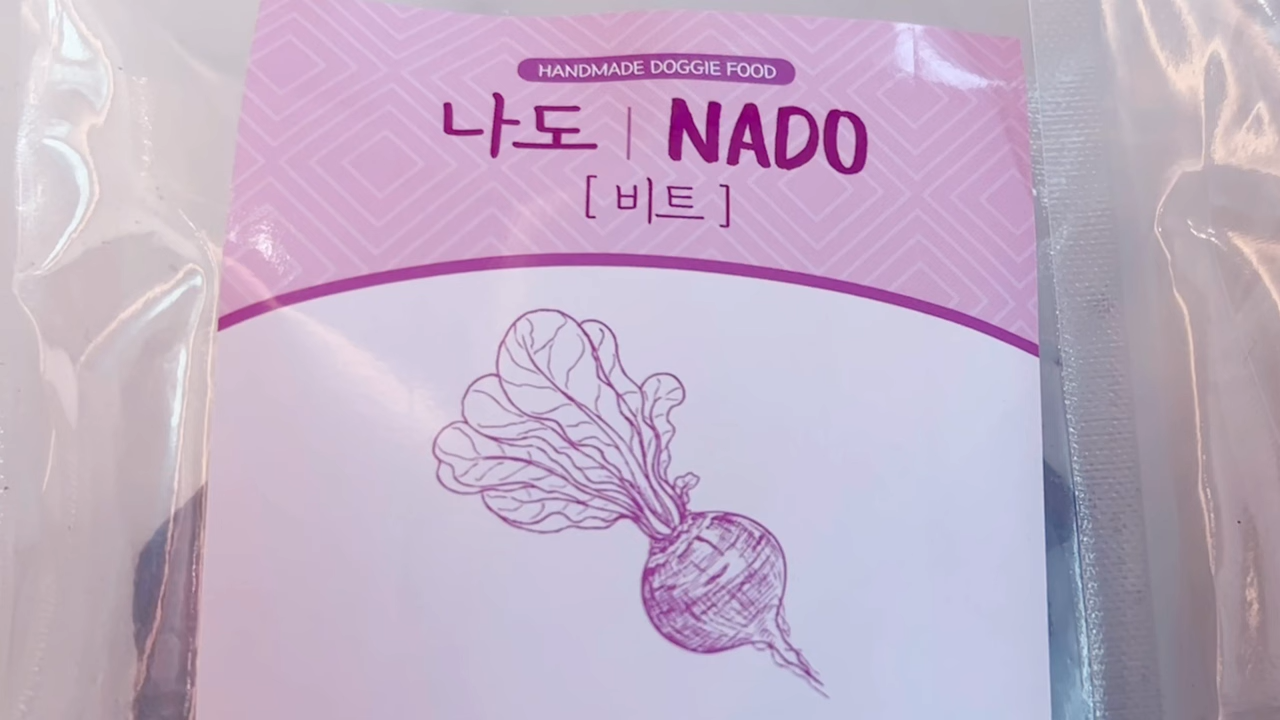 HANDMADE DOGGIE FOOD
나도 | NADO
[ 비트 ]